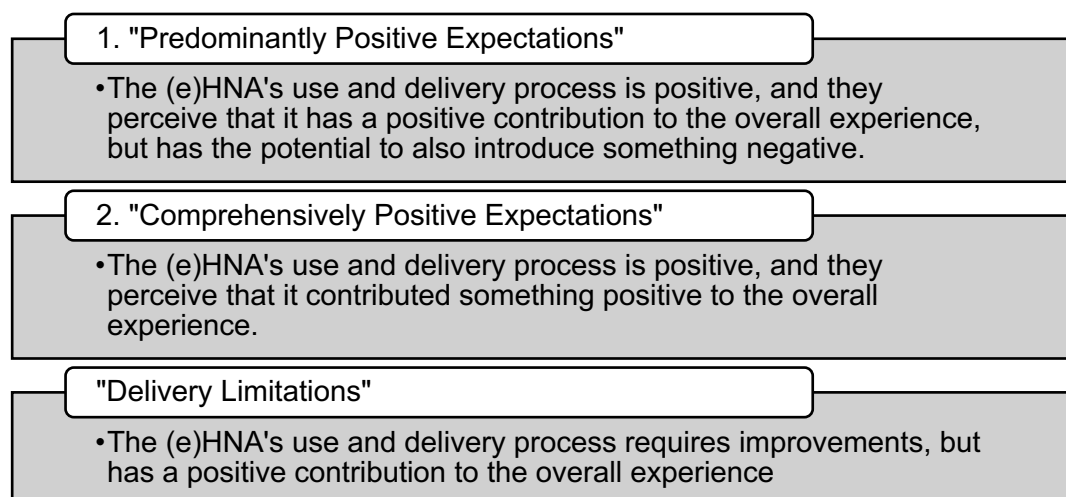 1. "Predominantly Positive Expectations"
•The (e)HNA's use and delivery process is positive, and they
perceive that it has a positive contribution to the overall experience,
but has the potential to also introduce something negative.
2. "Comprehensively Positive Expectations"
•The (e)HNA's use and delivery process is positive, and they
perceive that it contributed something positive to the overall
experience.
"Delivery Limitations"
•The (e)HNA's use and delivery process requires improvements, but
has a positive contribution to the overall experience